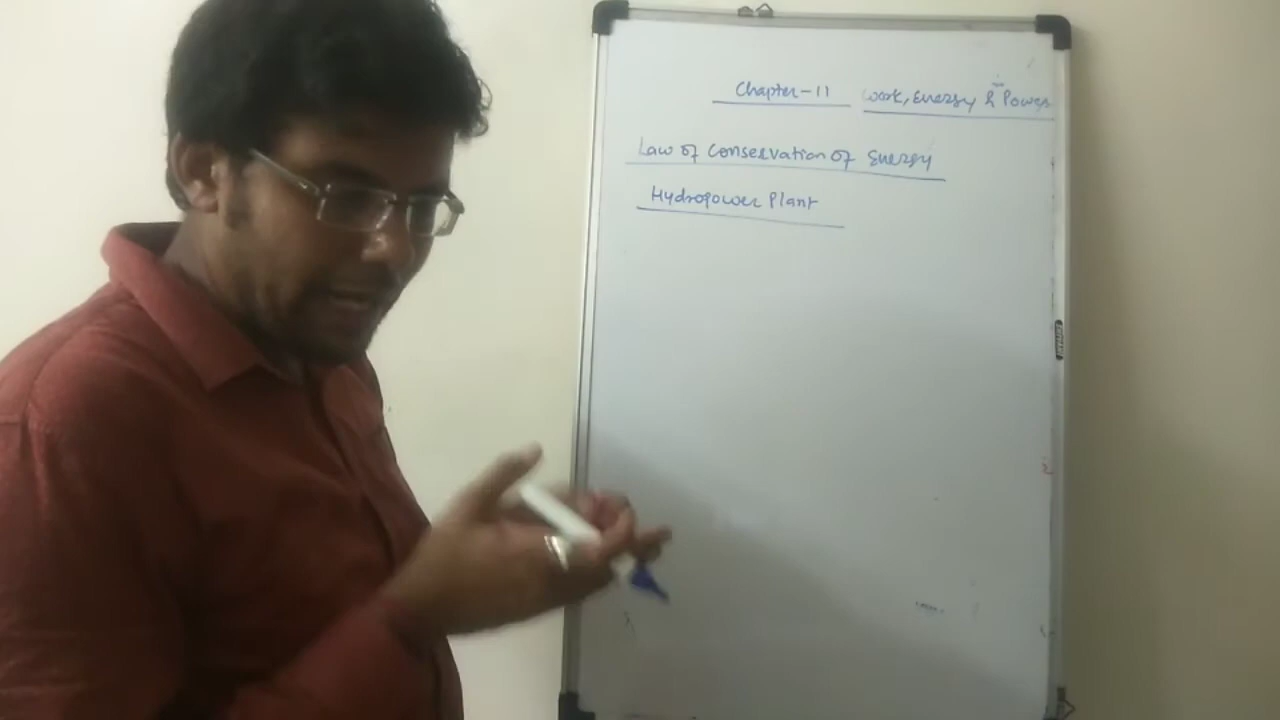 Chapter-11 Work, Energy & Power
Law of Conservation of Energy
Hydropower Plant